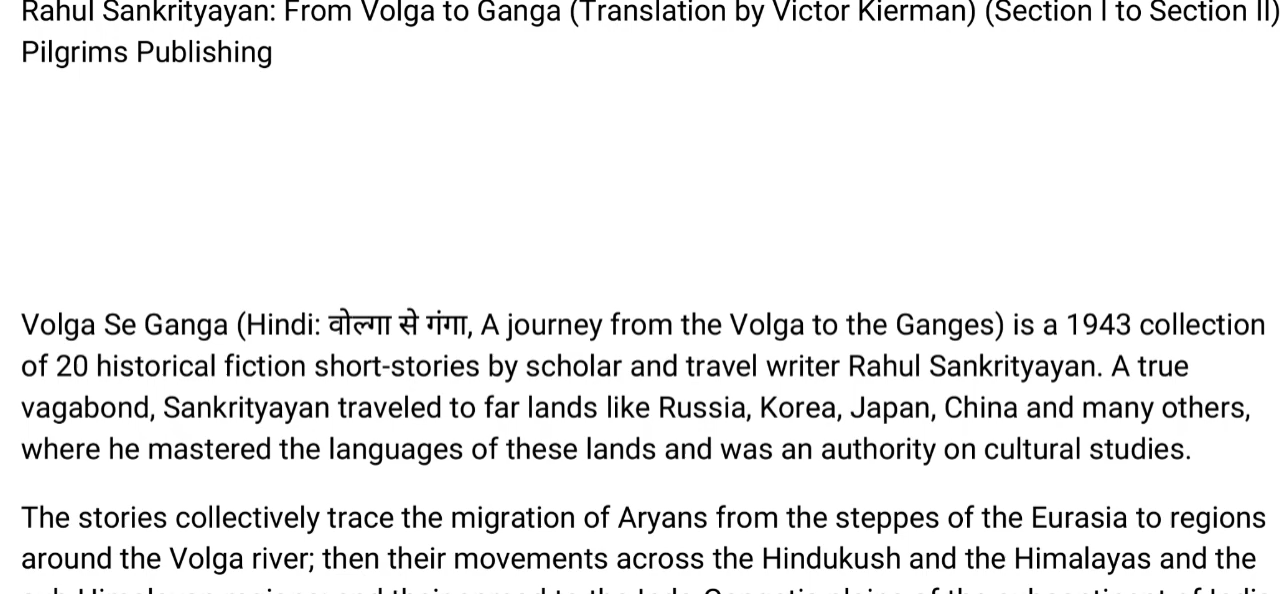 Rahul Sankrityayan: From Volga to Ganga (Translation by Victor Kierman) (Section I to Section II)
Pilgrims Publishing
Volga Se Ganga (Hindi: वोल्गा से गंगा, A journey from the Volga to the Ganges) is a 1943 collection
of 20 historical fiction short-stories by scholar and travel writer Rahul Sankrityayan. A true
vagabond, Sankrityayan traveled to far lands like Russia, Korea, Japan, China and many others,
where he mastered the languages of these lands and was an authority on cultural studies.
The stories collectively trace the migration of Aryans from the steppes of the Eurasia to regions
around the Volga river; then their movements across the Hindukush and the Himalayas and the